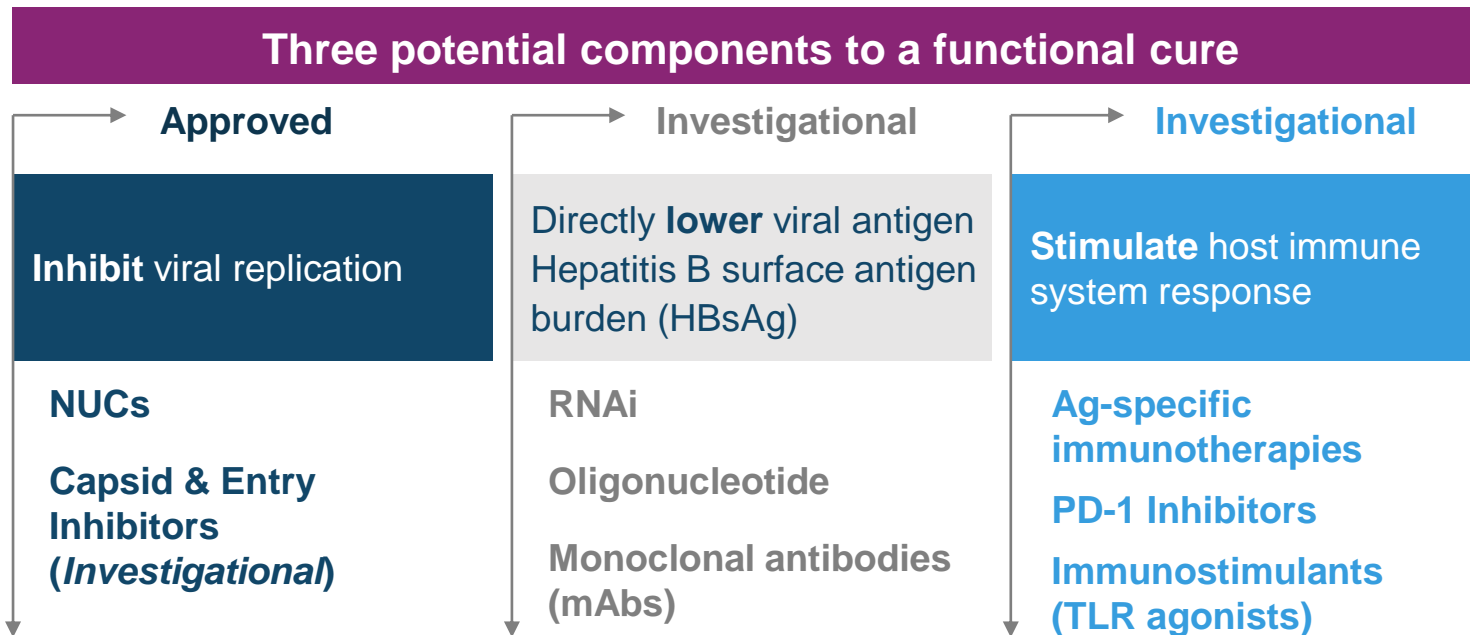 Three potential components to a functional cure
Approved
Inhibit viral replication
NUCs
Capsid & Entry
Inhibitors
(Investigational)
Investigational
Directly lower viral antigen
Hepatitis B surface antigen
burden (HBsAg)
RNAi
Oligonucleotide
Monoclonal antibodies
(mAbs)
Investigational
Stimulate host immune
system response
Ag-specific
immunotherapies
PD-1 Inhibitors
Immunostimulants
(TLR agonists)